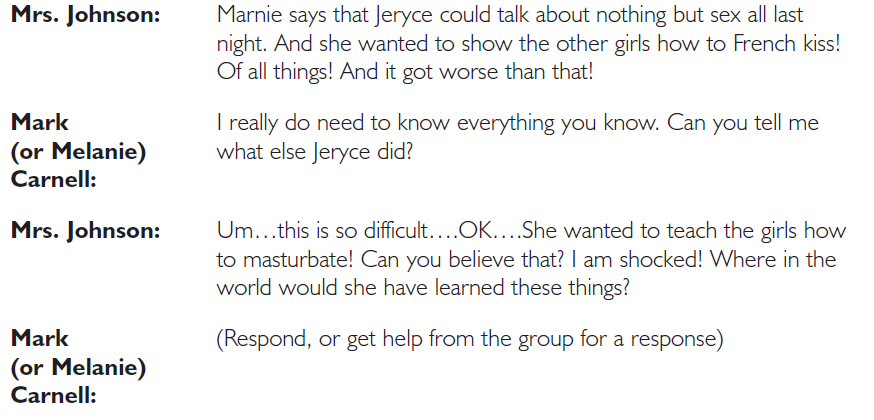 Mrs. Johnson: Marnie says that Jeryce could talk about nothing but sex all last
night. And she wanted to show the other girls how to French kiss!
Of all things! And it got worse than that!
Mark I really do need to know everything you know. Can you tell me
(or Melanie) what else Jeryce did?
Carnell:
Mrs. Johnson: Um…this is so difficult….OK….She wanted to teach the girls how
to masturbate! Can you believe that? I am shocked! Where in the
world would she have learned these things?
Mark (Respond, or get help from the group for a response)
(or Melanie)
Carnell: